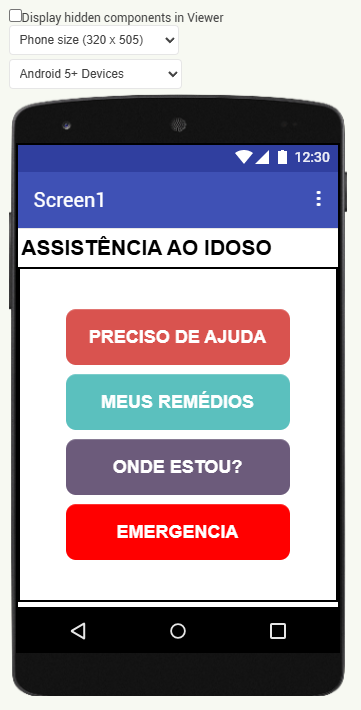 Display hidden components in Viewer
Phone size (320 x 505)
Android 5+ Devices
12:30
Screen1
ASSISTÊNCIA AO IDOSO
PRECISO DE AJUDA
MEUS REMÉDIOS
ONDE ESTOU?
EMERGENCIA